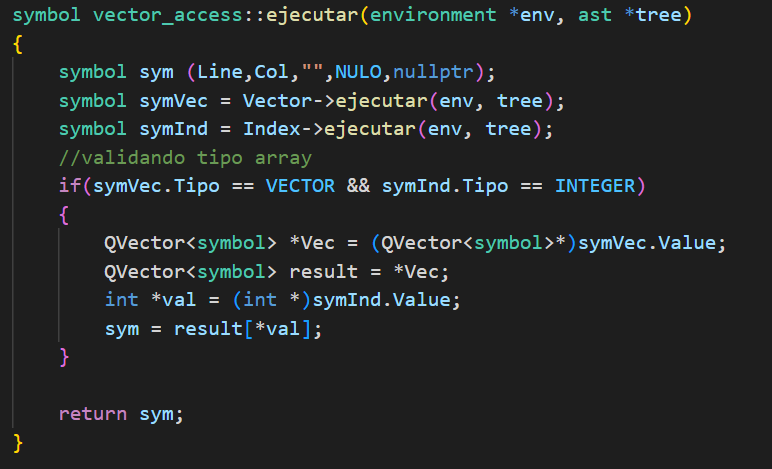 symbol vector_access::ejecutar(environment *env, ast *tree)
{
    symbol sym (Line,Col,"",NULO,nullptr);
    symbol symVec = Vector->ejecutar(env, tree);
    symbol symInd = Index->ejecutar(env, tree);
    //validando tipo array
    if(symVec.Tipo == VECTOR && symInd.Tipo == INTEGER)
    {
        QVector<symbol> *Vec = (QVector<symbol>*)symVec.Value;
        QVector<symbol> result = *Vec;
        int *val = (int *)symInd.Value;
        sym = result[*val];
    }

    return sym;
}